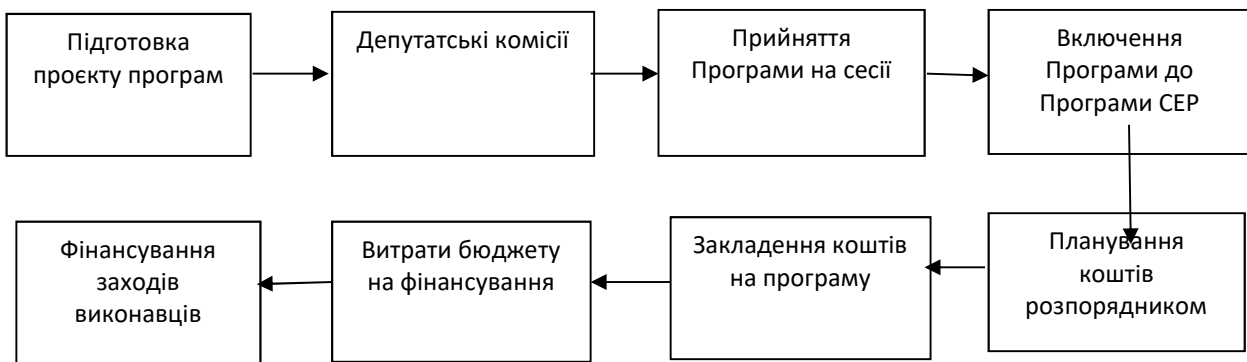 Підготовка
проєкту програм
Депутатські комісії
Прийняття
Програми на сесії
Включення
Програми до
Програми СЕР
Планування
коштів
розпорядником
Закладення коштів
на програму
Витрати бюджету
на фінансування
Фінансування
заходів
виконавців